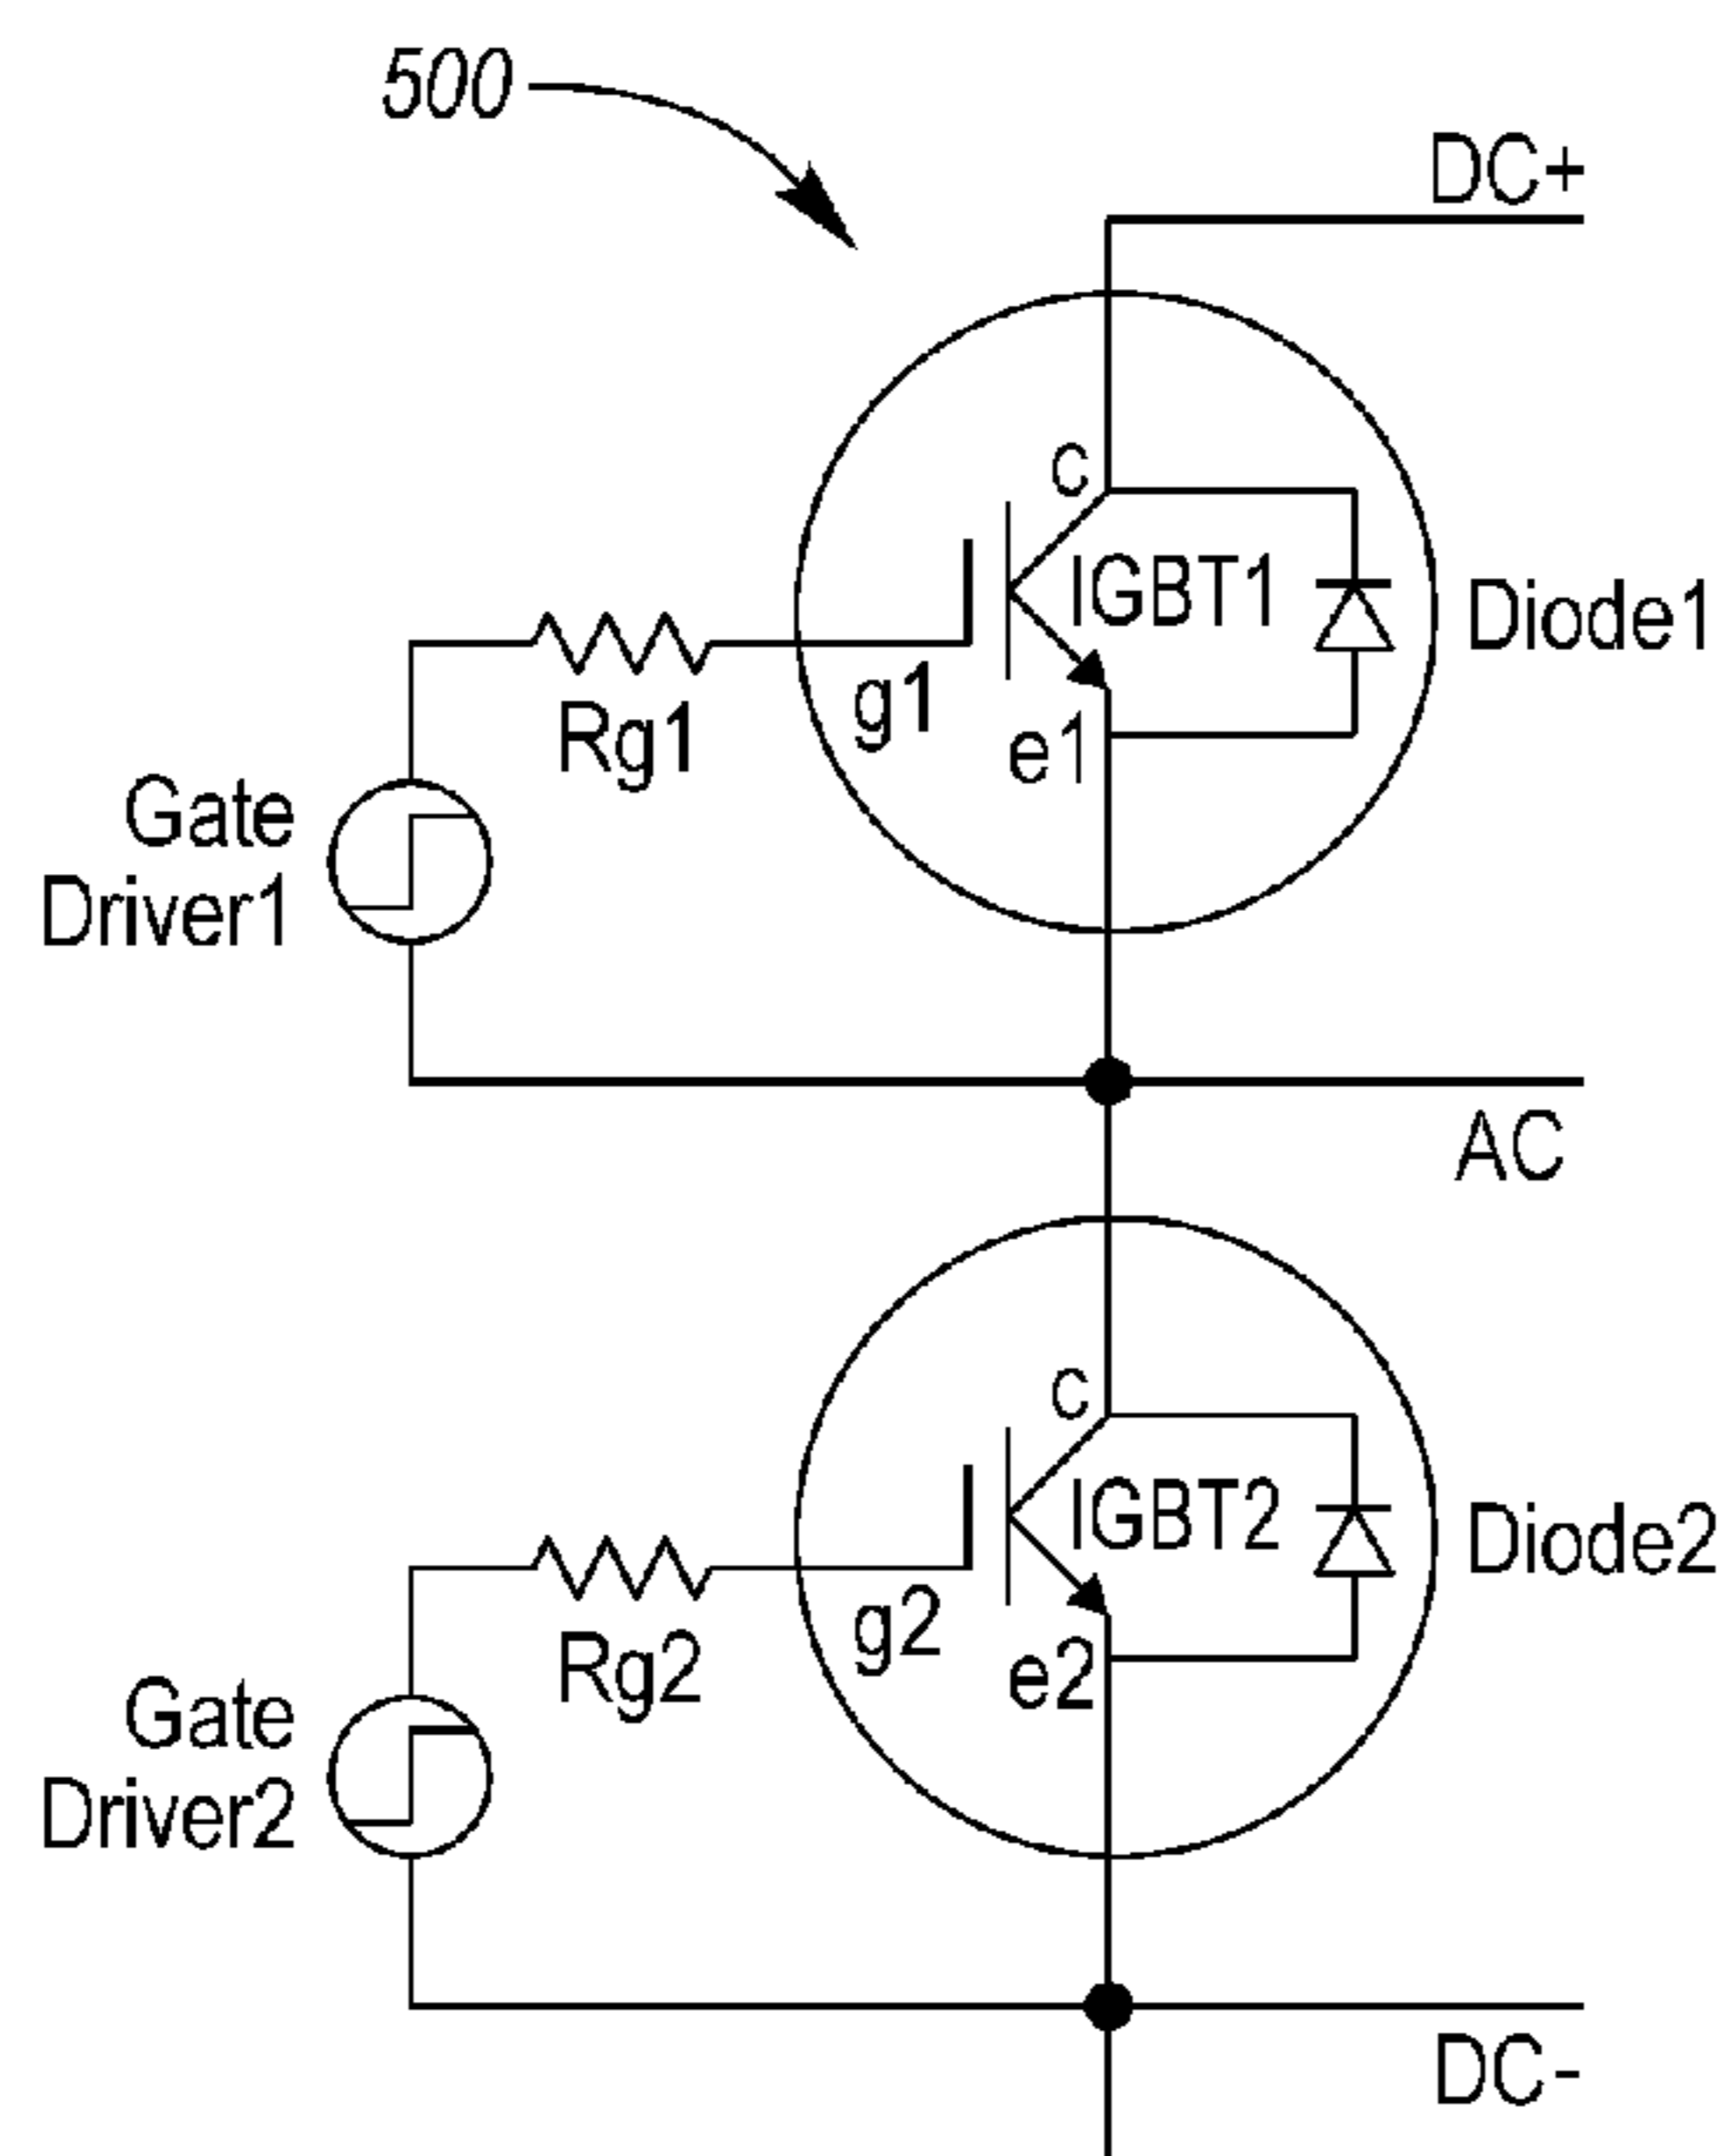 500
DC+
c
IGBT1
Diode1
Rg1
g1
e1
Gate
Driver1
AC
c
IGBT2
Diode2
Rg2
g2
e2
Gate
Driver2
DC-